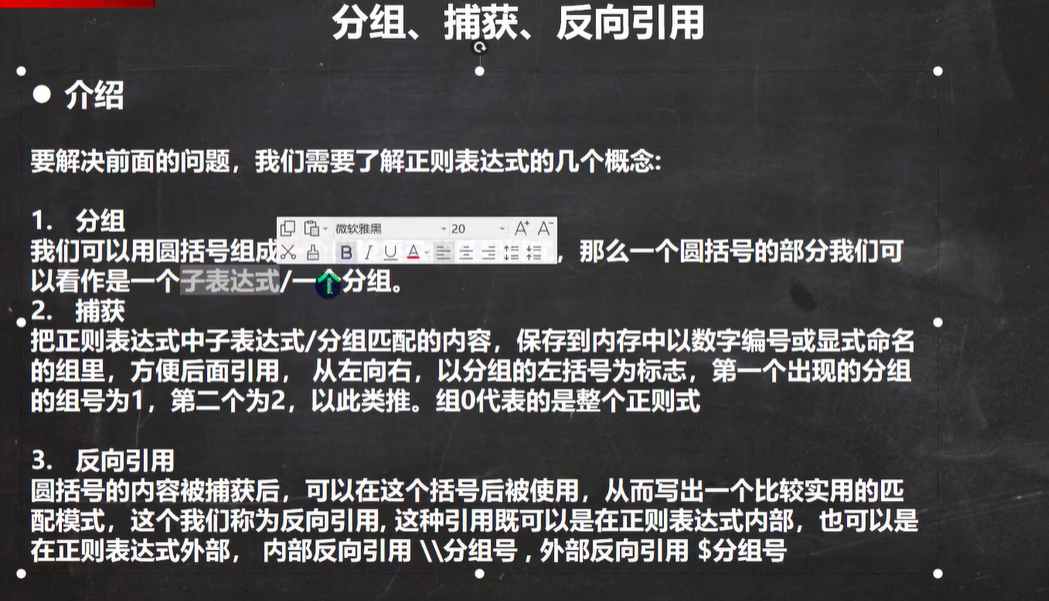 分组、捕获、反向引用
● 介绍
要解决前面的问题，我们需要了解正则表达式的几个概念:
1. 分组
微软雅黑 20 A+ A-
B I U A
我们可以用圆括号组成 ，那么一个圆括号的部分我们可
以看作是一个子表达式/一个分组。
2. 捕获
把正则表达式中子表达式/分组匹配的内容，保存到内存中以数字编号或显式命名
的组里，方便后面引用， 从左向右，以分组的左括号为标志，第一个出现的分组
的组号为1，第二个为2，以此类推。组0代表的是整个正则式
3. 反向引用
圆括号的内容被捕获后，可以在这个括号后被使用，从而写出一个比较实用的匹
配模式，这个我们称为反向引用, 这种引用既可以是在正则表达式内部，也可以是
在正则表达式外部， 内部反向引用 \\分组号 , 外部反向引用 $分组号